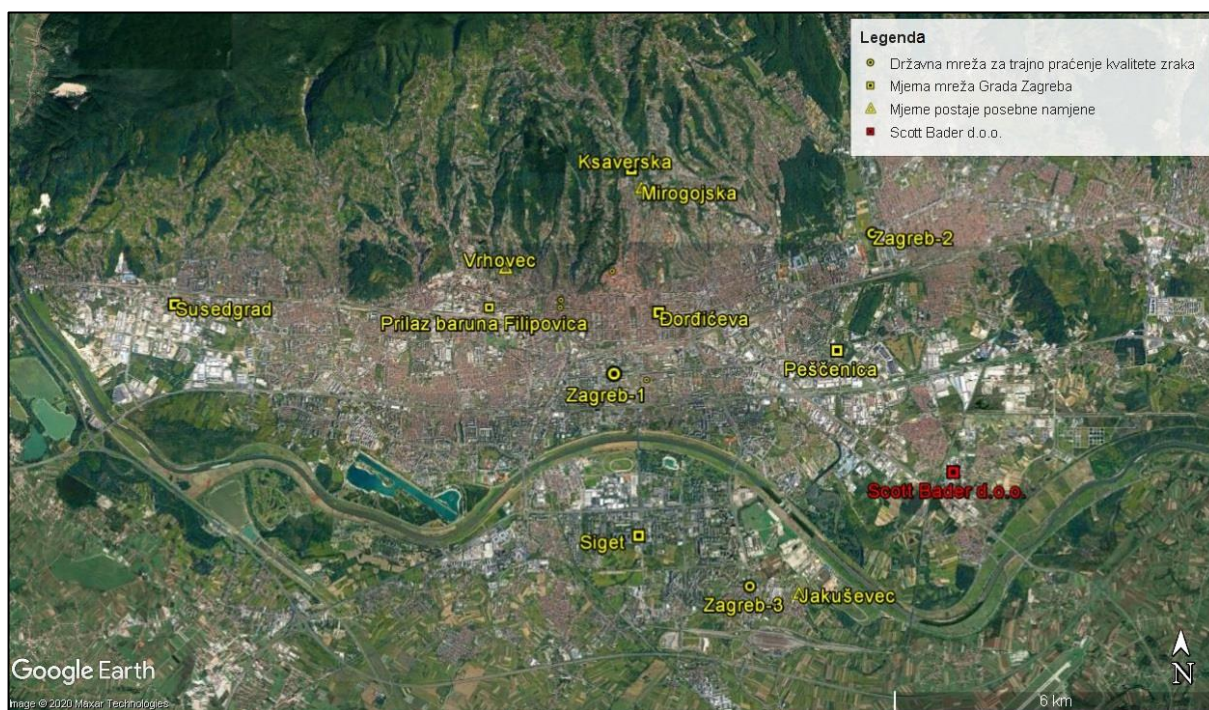 Legenda
Državna mreža za trajno praćenje kvalitete zraka
Mjerna mreža Grada Zagreba
Mjerne postaje posebne namjene
Scott Bader d.o.o.
Ksaverska
Mirogojska
Zagreb-2
Vrhovec
Susedgrad
Prilaz baruna Filipovica
Đorđićeva
Peščenica
Zagreb-1
Scott Bader d.o.o.
Siget
Zagreb-3
Jakuševec
Google Earth
N
Image © 2020 Maxar Technologies
6 km